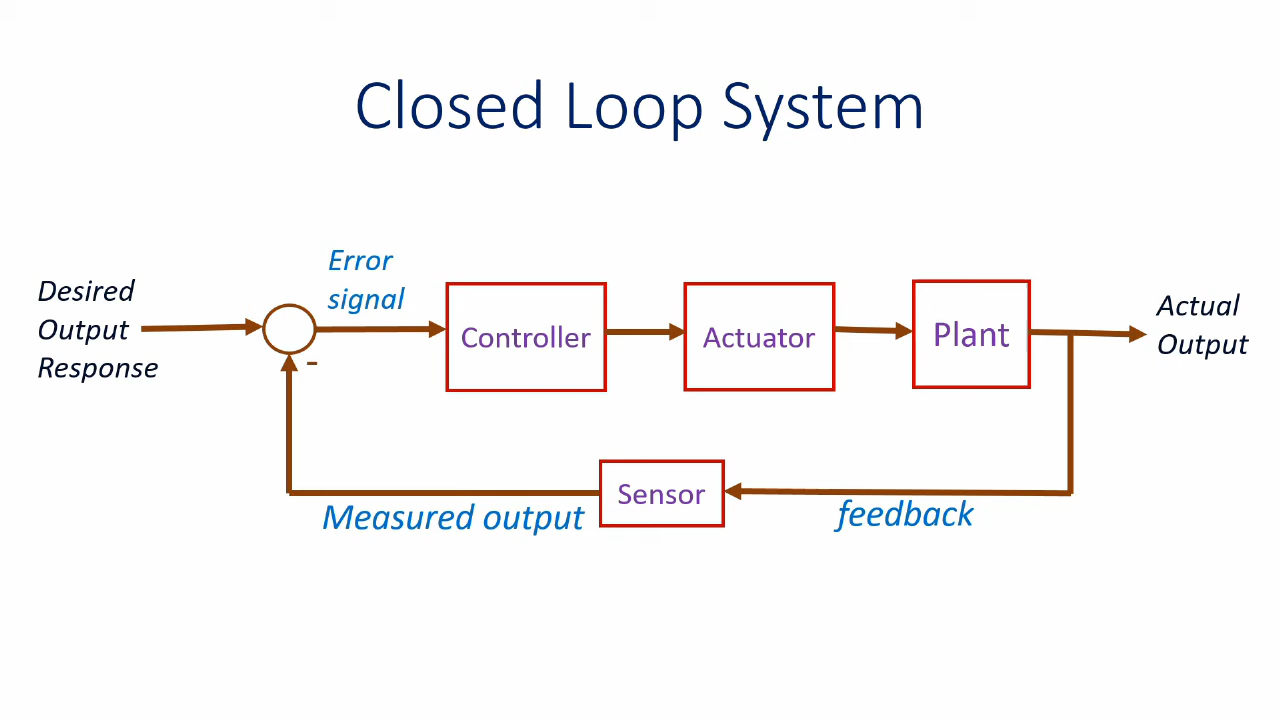 Closed Loop System
Error
signal
Desired
Output
Response
-
Controller
Actuator
Plant
Actual
Output
Sensor
Measured output
feedback